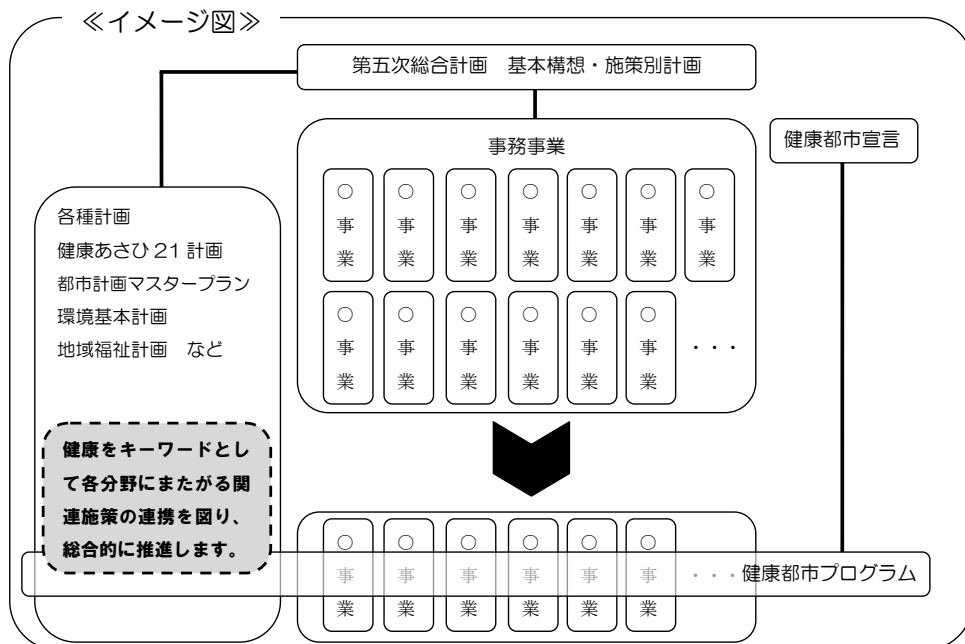 ≪イメージ図≫
第五次総合計画　基本構想・施策別計画
事務事業
健康都市宣言
○事業
○事業
○事業
○事業
○事業
○事業
○事業
○事業
○事業
○事業
○事業
○事業
○事業
・・・
各種計画
健康あさひ 21 計画
都市計画マスタープラン
環境基本計画
地域福祉計画　など
健康をキーワードとし
て各分野にまたがる関
連施策の連携を図り、
総合的に推進します。
○事業
○事業
○事業
○事業
○事業
○事業
・・・健康都市プログラム